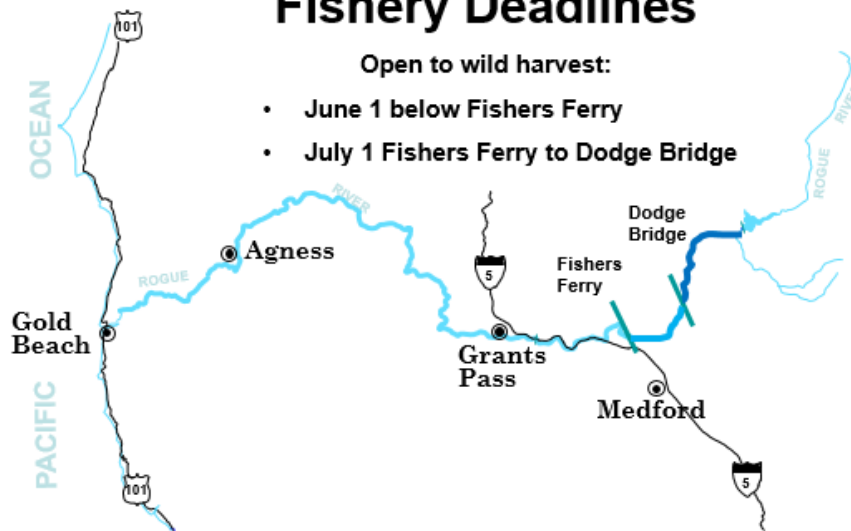 Fishery Deadlines
Open to wild harvest:
• June 1 below Fishers Ferry
• July 1 Fishers Ferry to Dodge Bridge
101
OCEAN
RIVER
ROGUE
RIVER
Dodge
Bridge
Agness
5
Fishers
Ferry
ROGUE
Gold
Beach
Grants
Pass
Medford
PACIFIC
101
5